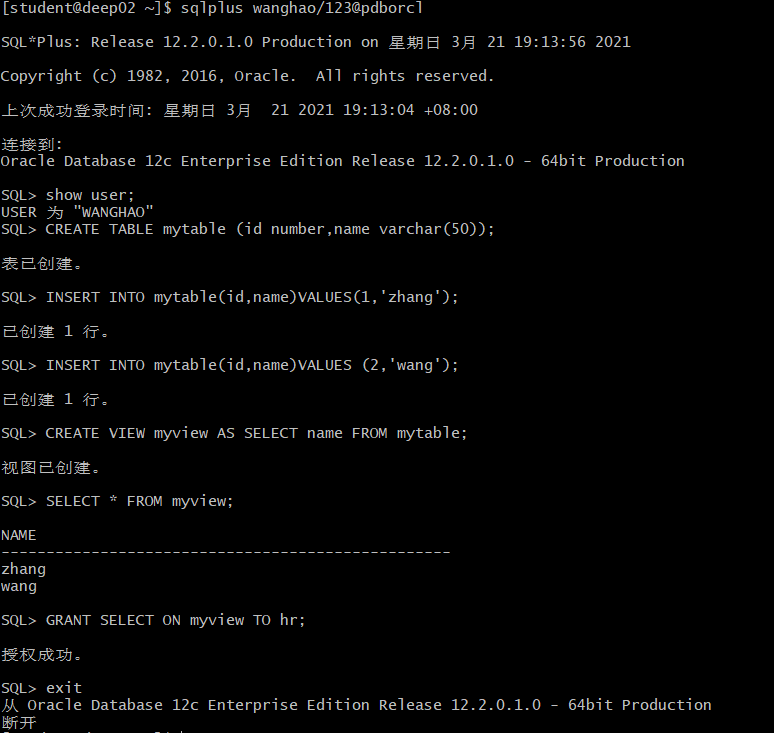 [student@deep02 ~]$ sqlplus wanghao/123@pdborcl
SQL*Plus: Release 12.2.0.1.0 Production on 星期日 3月 21 19:13:56 2021
Copyright (c) 1982, 2016, Oracle.  All rights reserved.
上次成功登录时间: 星期日 3月  21 2021 19:13:04 +08:00
连接到:
Oracle Database 12c Enterprise Edition Release 12.2.0.1.0 - 64bit Production
SQL> show user;
USER 为 "WANGHAO"
SQL> CREATE TABLE mytable (id number,name varchar(50));
表已创建。
SQL> INSERT INTO mytable(id,name)VALUES(1,'zhang');
已创建 1 行。
SQL> INSERT INTO mytable(id,name)VALUES (2,'wang');
已创建 1 行。
SQL> CREATE VIEW myview AS SELECT name FROM mytable;
视图已创建。
SQL> SELECT * FROM myview;
NAME
--------------------------------------------------
zhang
wang
SQL> GRANT SELECT ON myview TO hr;
授权成功。
SQL> exit
从 Oracle Database 12c Enterprise Edition Release 12.2.0.1.0 - 64bit Production
断开